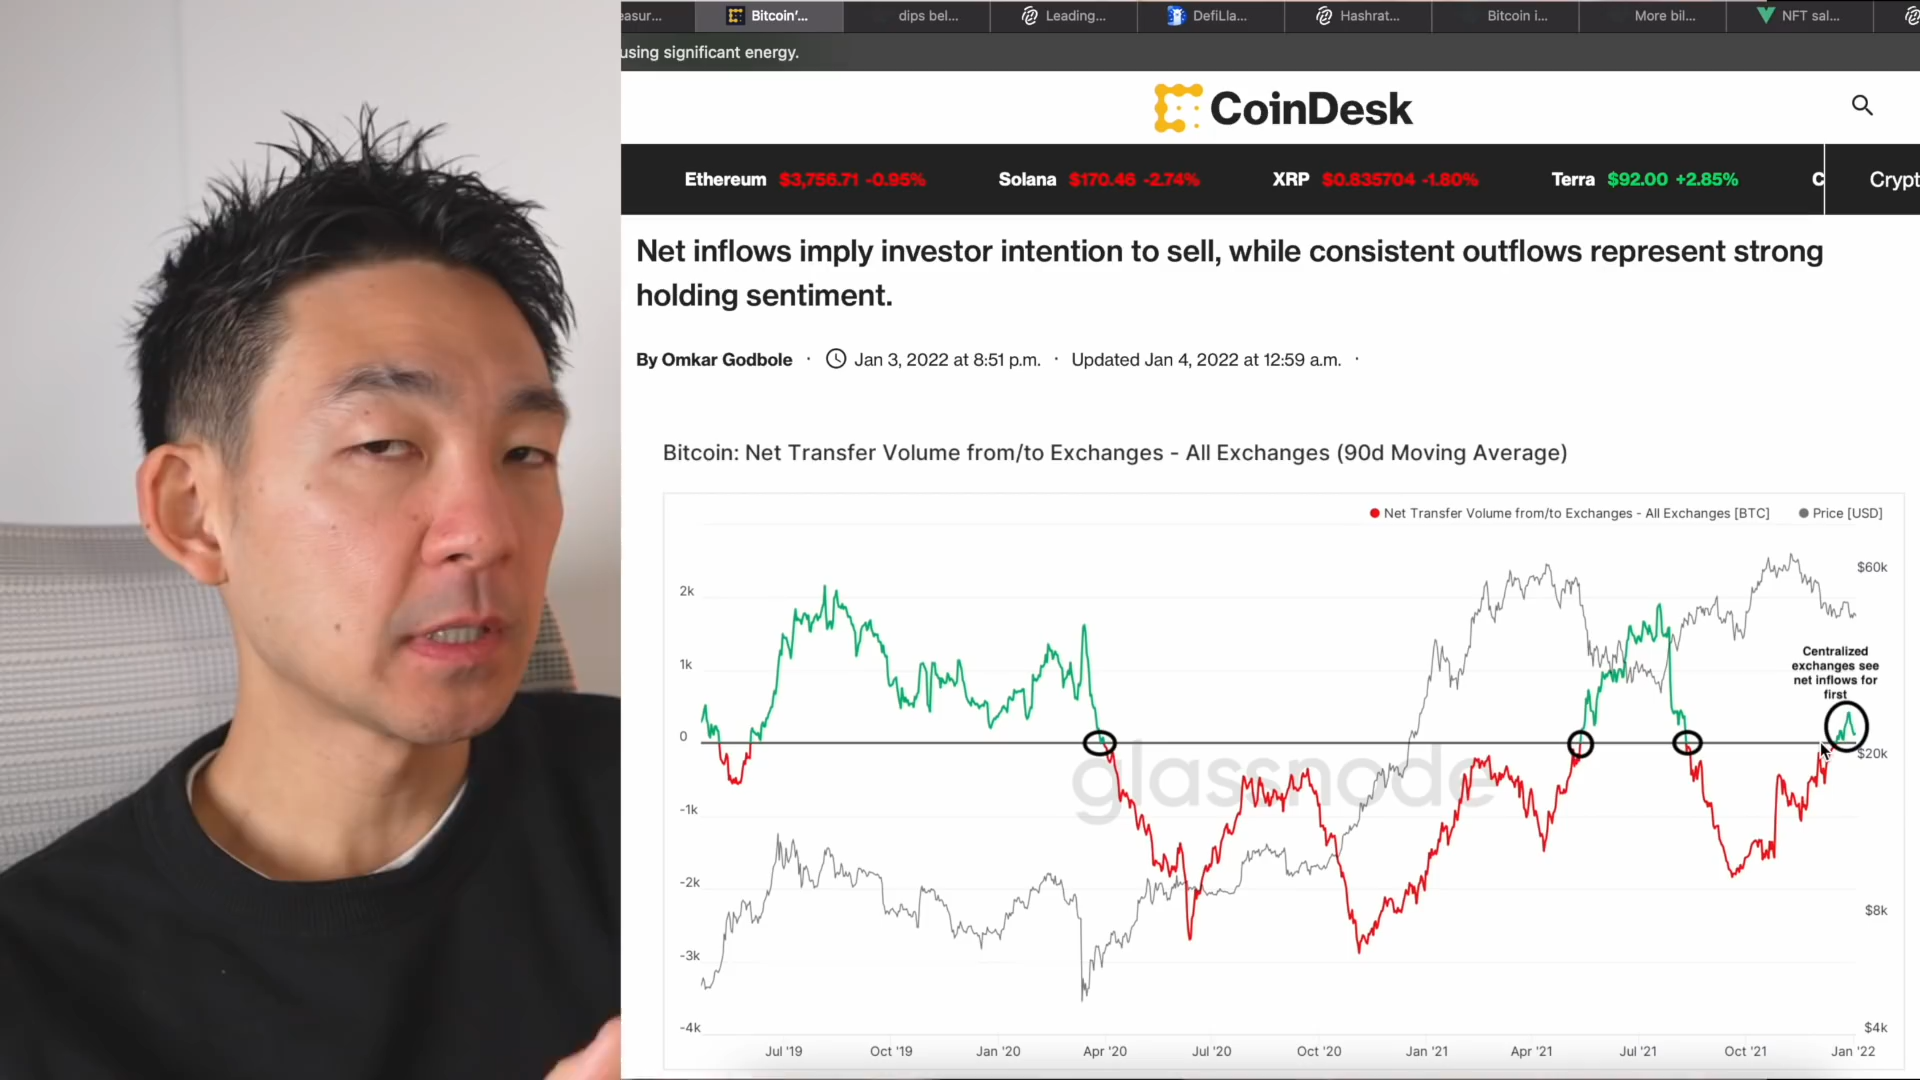 easur...
Bitcoin'...
dips bel...
Leading...
DefiLla...
Hashrat...
Bitcoin i...
More bil...
NFT sal...
using significant energy.
CoinDesk
Ethereum $3,756.71 -0.95% Solana $170.46 -2.74% XRP $0.835704 -1.80% Terra $92.00 +2.85% C Crypt
Net inflows imply investor intention to sell, while consistent outflows represent strong
holding sentiment.
By Omkar Godbole · Jan 3, 2022 at 8:51 p.m. · Updated Jan 4, 2022 at 12:59 a.m. ·
Bitcoin: Net Transfer Volume from/to Exchanges - All Exchanges (90d Moving Average)
Net Transfer Volume from/to Exchanges - All Exchanges [BTC] Price [USD]
$60k
2k
Centralized
exchanges see
net inflows for
first
1k
0
$20k
glassnode
-1k
-2k
$8k
-3k
-4k
$4k
Jul '19 Oct '19 Jan '20 Apr '20 Jul '20 Oct '20 Jan '21 Apr '21 Jul '21 Oct '21 Jan '22